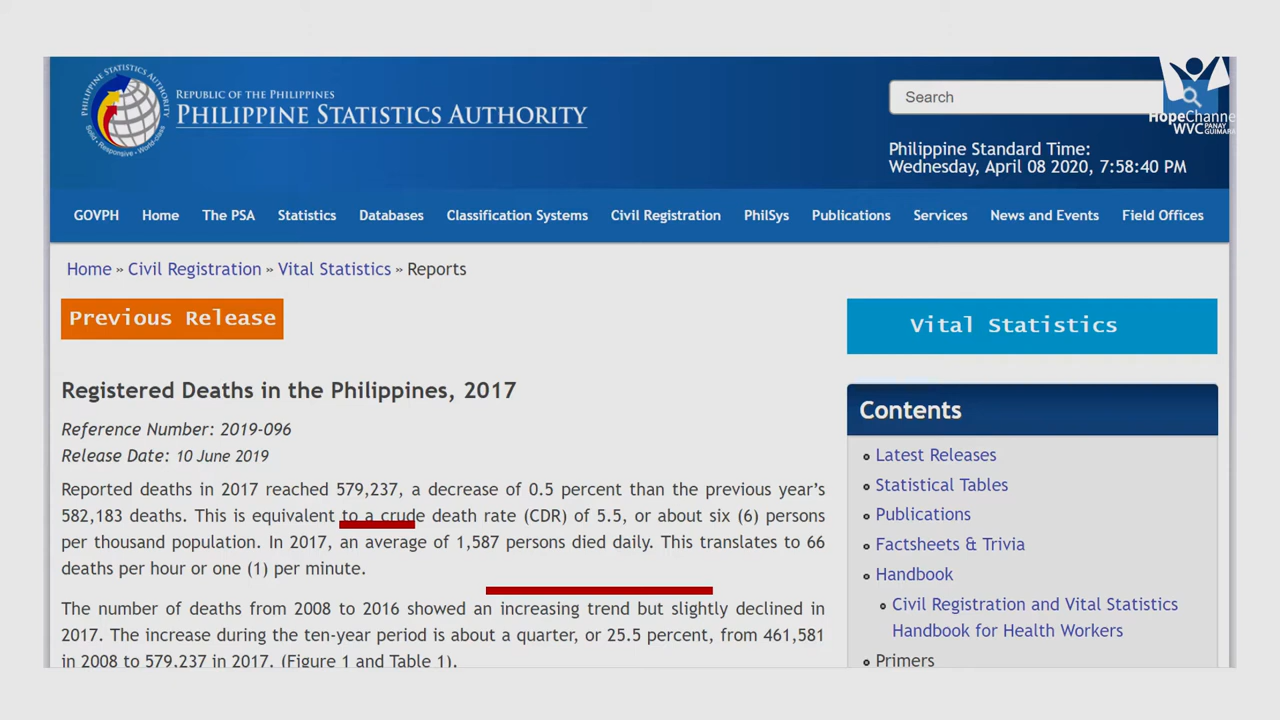 REPUBLIC OF THE PHILIPPINES
PHILIPPINE STATISTICS AUTHORITY
Search
HopeChanne
WVC PANAY
Philippine Standard Time:
Wednesday, April 08 2020, 7:58:40 PM
GOVPH Home The PSA Statistics Databases Classification Systems Civil Registration PhilSys Publications Services News and Events Field Offices
Home » Civil Registration » Vital Statistics » Reports
Previous Release
Registered Deaths in the Philippines, 2017
Reference Number: 2019-096
Release Date: 10 June 2019
Reported deaths in 2017 reached 579,237, a decrease of 0.5 percent than the previous year’s
582,183 deaths. This is equivalent to a crude death rate (CDR) of 5.5, or about six (6) persons
per thousand population. In 2017, an average of 1,587 persons died daily. This translates to 66
deaths per hour or one (1) per minute.
The number of deaths from 2008 to 2016 showed an increasing trend but slightly declined in
2017. The increase during the ten-year period is about a quarter, or 25.5 percent, from 461,581
in 2008 to 579,237 in 2017. (Figure 1 and Table 1).
Vital Statistics
Contents
Latest Releases
Statistical Tables
Publications
Factsheets & Trivia
Handbook
Civil Registration and Vital Statistics
Handbook for Health Workers
Primers